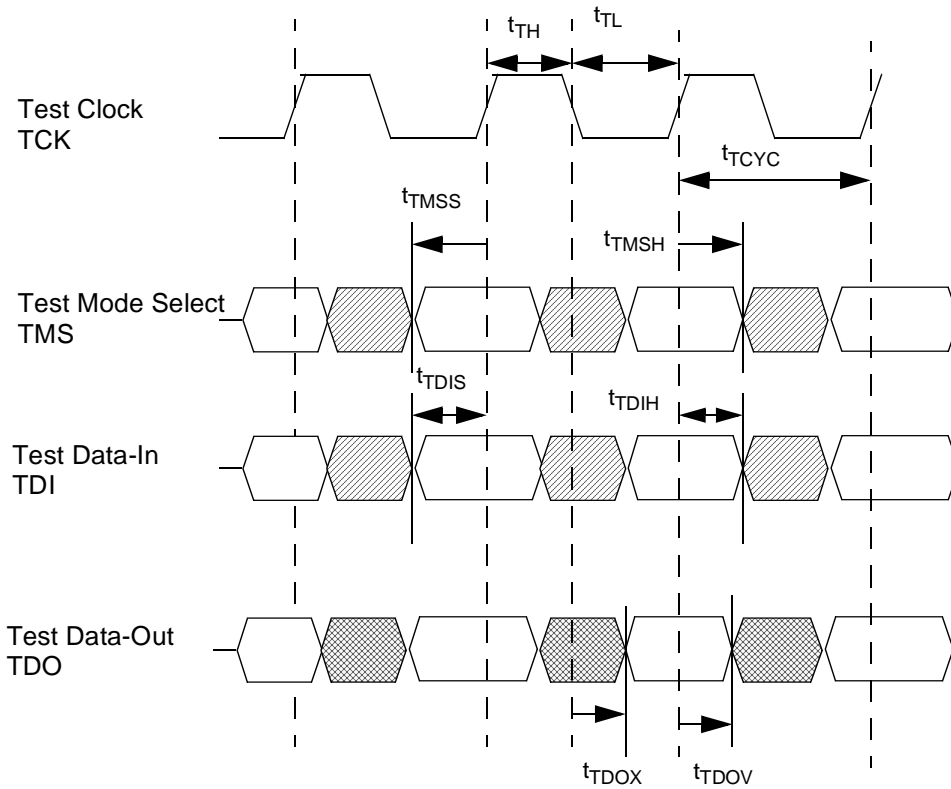 tTH
tTL
Test Clock
TCK
tTCYC
tTMSS
tTMSH
Test Mode Select
TMS
tTDIS
tTDIH
Test Data-In
TDI
Test Data-Out
TDO
tTDOX
tTDOV